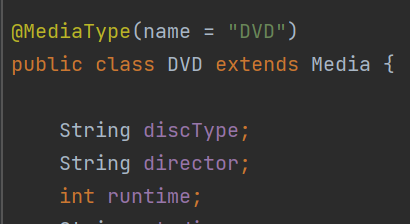 @MediaType(name = "DVD")
public class DVD extends Media {
String discType;
String director;
int runtime;